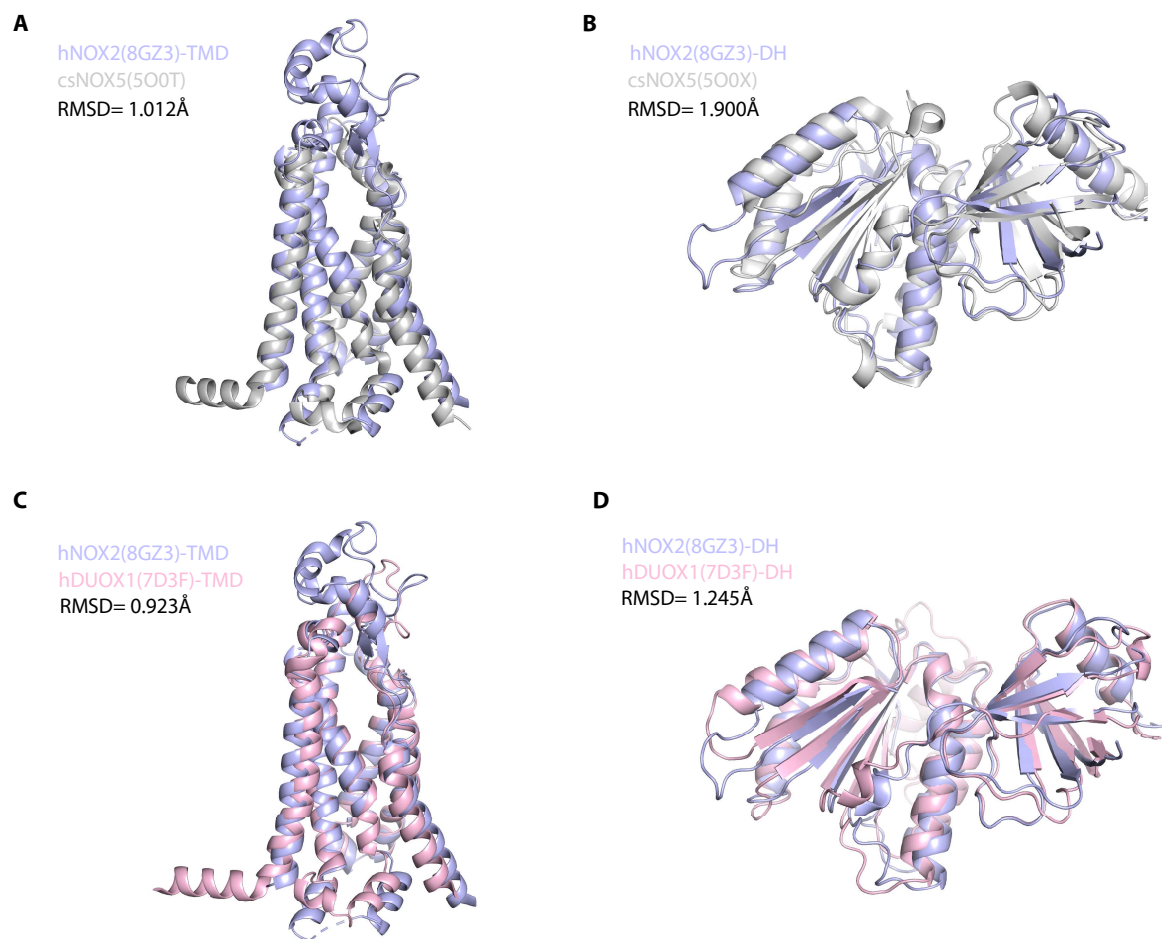 A
hNOX2(8GZ3)-TMD
csNOX5(5O0T)
RMSD= 1.012Å
B
hNOX2(8GZ3)-DH
csNOX5(5O0X)
RMSD= 1.900Å
C
hNOX2(8GZ3)-TMD
hDUOX1(7D3F)-TMD
RMSD= 0.923Å
D
hNOX2(8GZ3)-DH
hDUOX1(7D3F)-DH
RMSD= 1.245Å